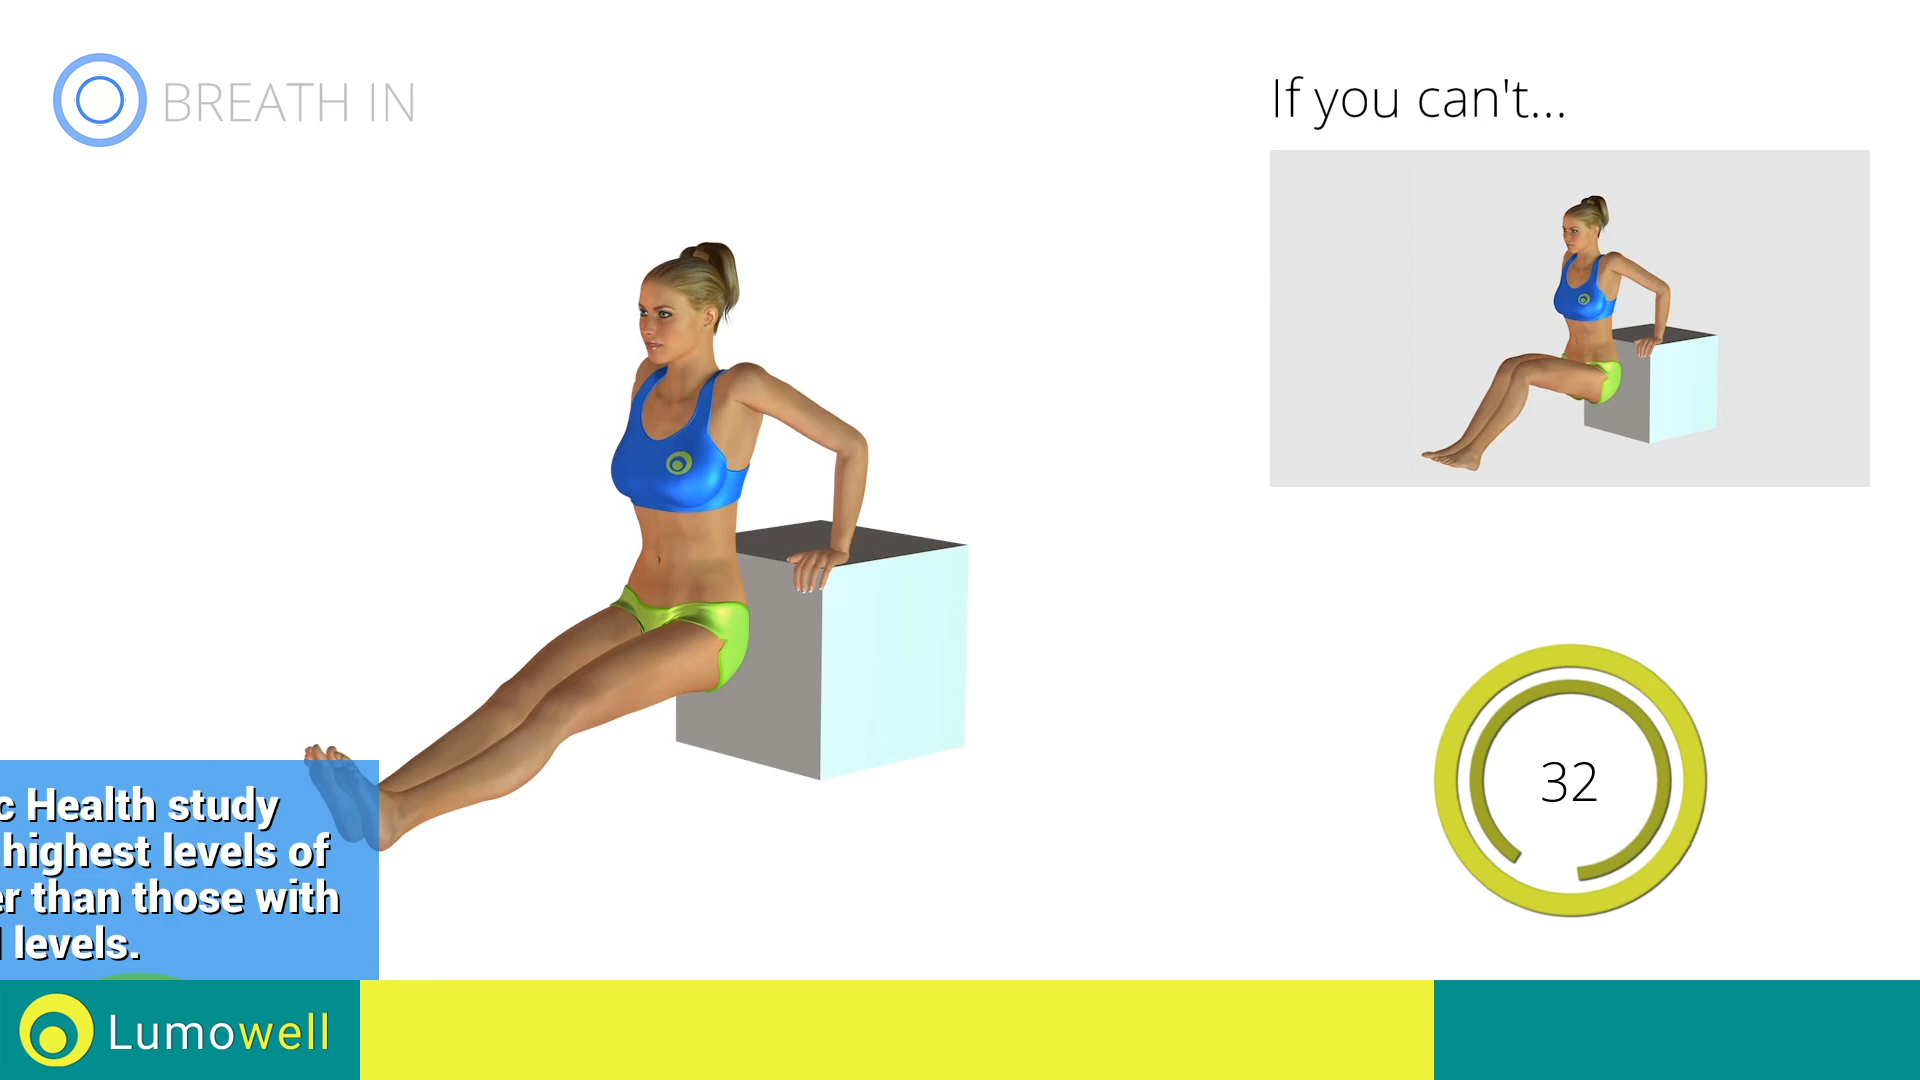 BREATH IN
If you can't...
32
Health study
highest levels of
than those with
levels.
Lumowell